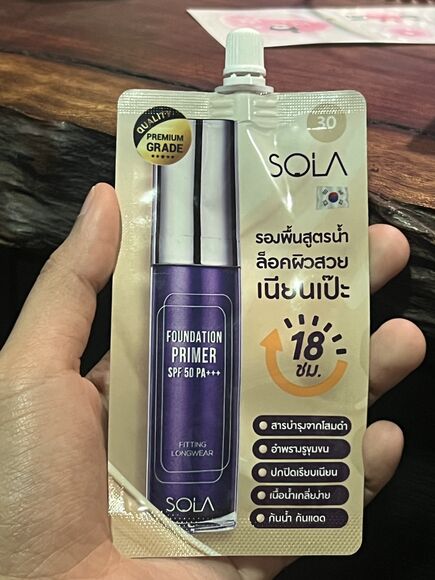 QUALITY
PREMIUM
GRADE
30
SOLA
รองพื้นสูตรน้ำ
ล็อคผิวสวย
เนียนเป๊ะ
18
ชม.
FOUNDATION
PRIMER
SPF 50 PA+++
FITTING
LONGWEAR
SOLA
• สารบำรุงจากโสมดำ
• อำพรางรูขุมขน
• ปกปิดเรียบเนียน
• เนื้อน้ำเกลี่ยง่าย
• กันน้ำ กันแดด